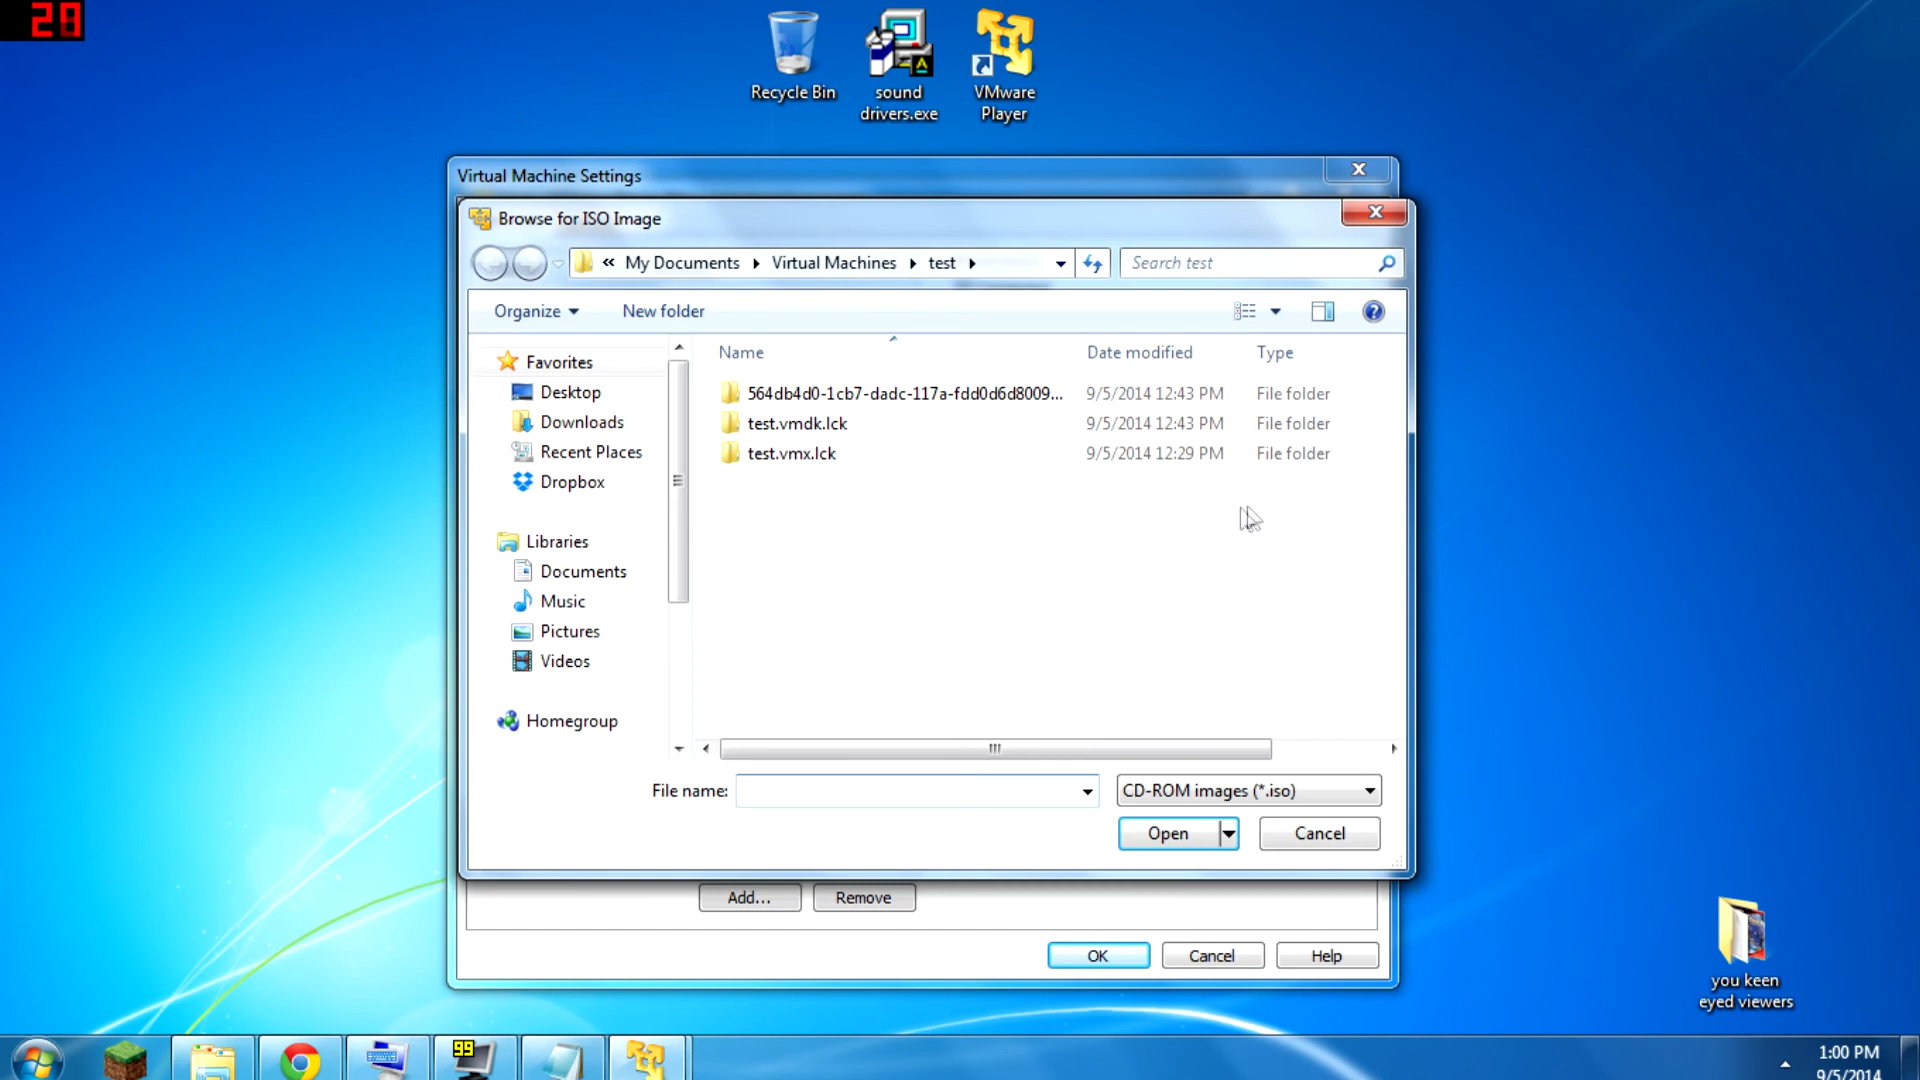 28
Recycle Bin
sound
drivers.exe
VMware
Player
Virtual Machine Settings
Browse for ISO Image
« My Documents Virtual Machines test
Search test
Organize
New folder
Name
Date modified
Type
Favorites
Desktop
Downloads
Recent Places
Dropbox
Libraries
Documents
Music
Pictures
Videos
Homegroup
564db4d0-1cb7-dadc-117a-fdd0d6d8009... 9/5/2014 12:43 PM File folder
test.vmdk.lck 9/5/2014 12:43 PM File folder
test.vmx.lck 9/5/2014 12:29 PM File folder
File name:
CD-ROM images (*.iso)
Open
Cancel
Add...
Remove
OK
Cancel
Help
you keen
eyed viewers
99
1:00 PM
9/5/2014